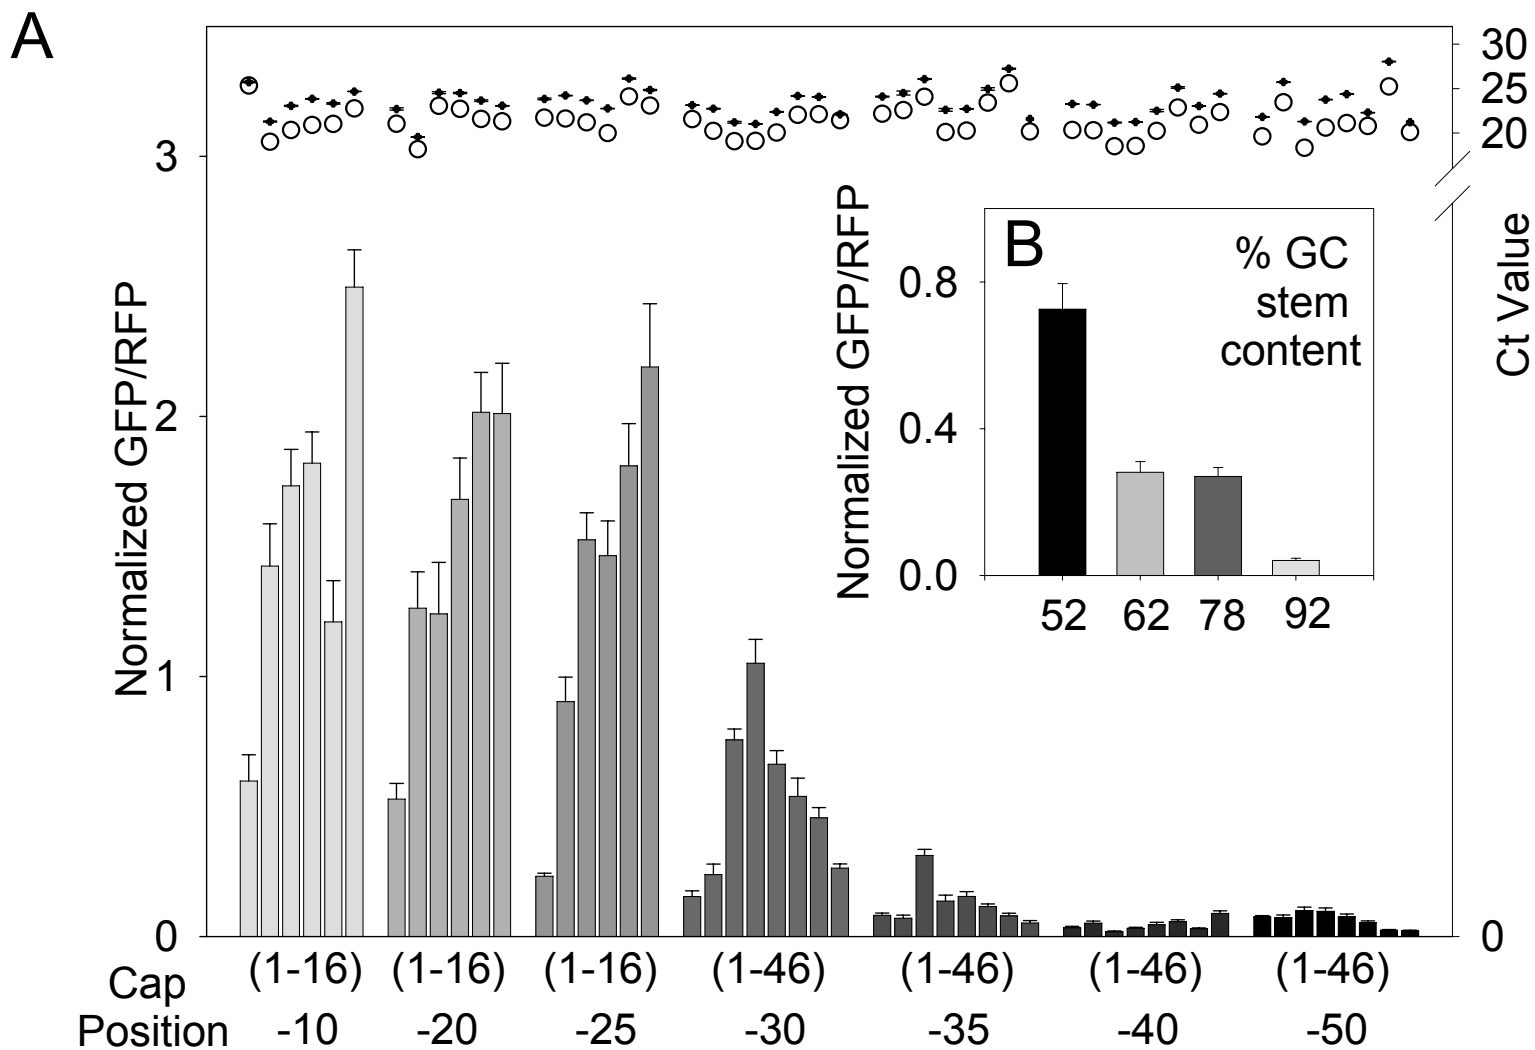 A
Normalized GFP/RFP
3
2
1
0
30
25
20
0
Ct Value
B
% GC
stem
content
Normalized GFP/RFP
0.8
0.4
0.0
52 62 78 92
(1-16) (1-16) (1-16) (1-46) (1-46) (1-46) (1-46)
Cap
Position -10 -20 -25 -30 -35 -40 -50